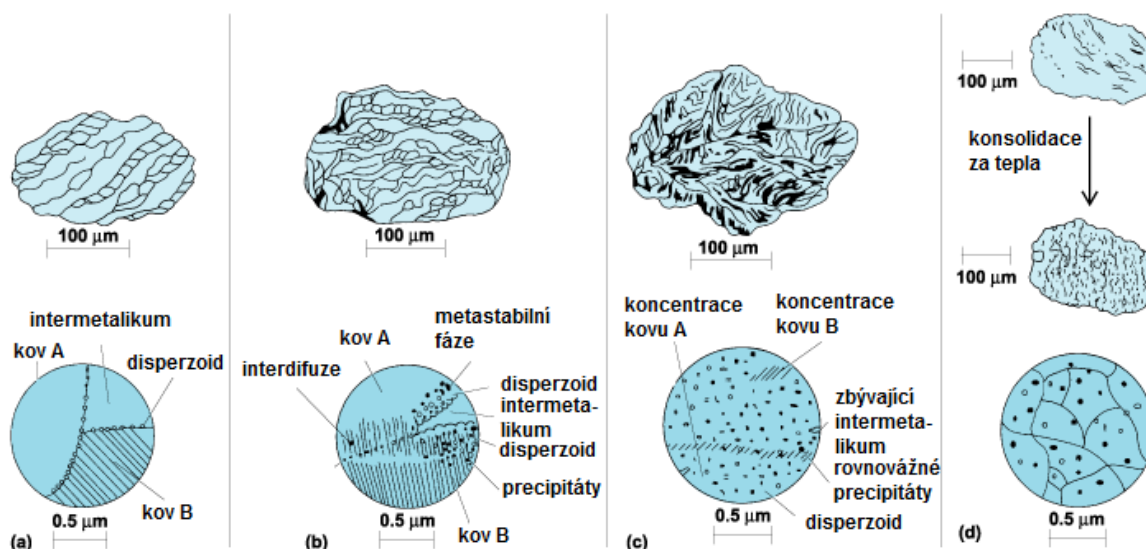 100 μm
intermetalikum
kov A
disperzoid
kov B
0.5 μm
(a)
100 μm
metastabilní
fáze
kov A
interdifuze
disperzoid
intermeta-
likum
disperzoid
precipitáty
kov B
0.5 μm
(b)
100 μm
koncentrace
kovu A
koncentrace
kovu B
zbývající
intermeta-
likum
rovnovážné
precipitáty
disperzoid
0.5 μm
(c)
100 μm
konsolidace
za tepla
100 μm
0.5 μm
(d)